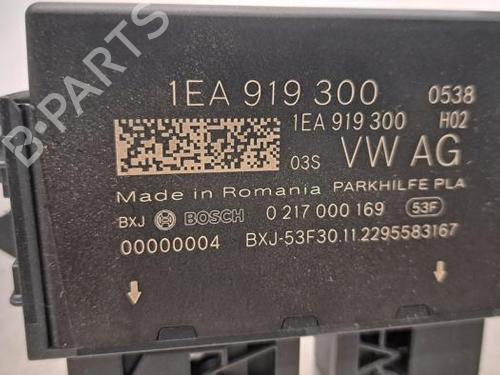 1EA 919 300 0538
1EA 919 300 H02
03S VW AG
Made in Romania PARKHILFE PLA
BXJ BOSCH 0 217 000 169 53F
00000004 BXJ-53F30.11.2295583167